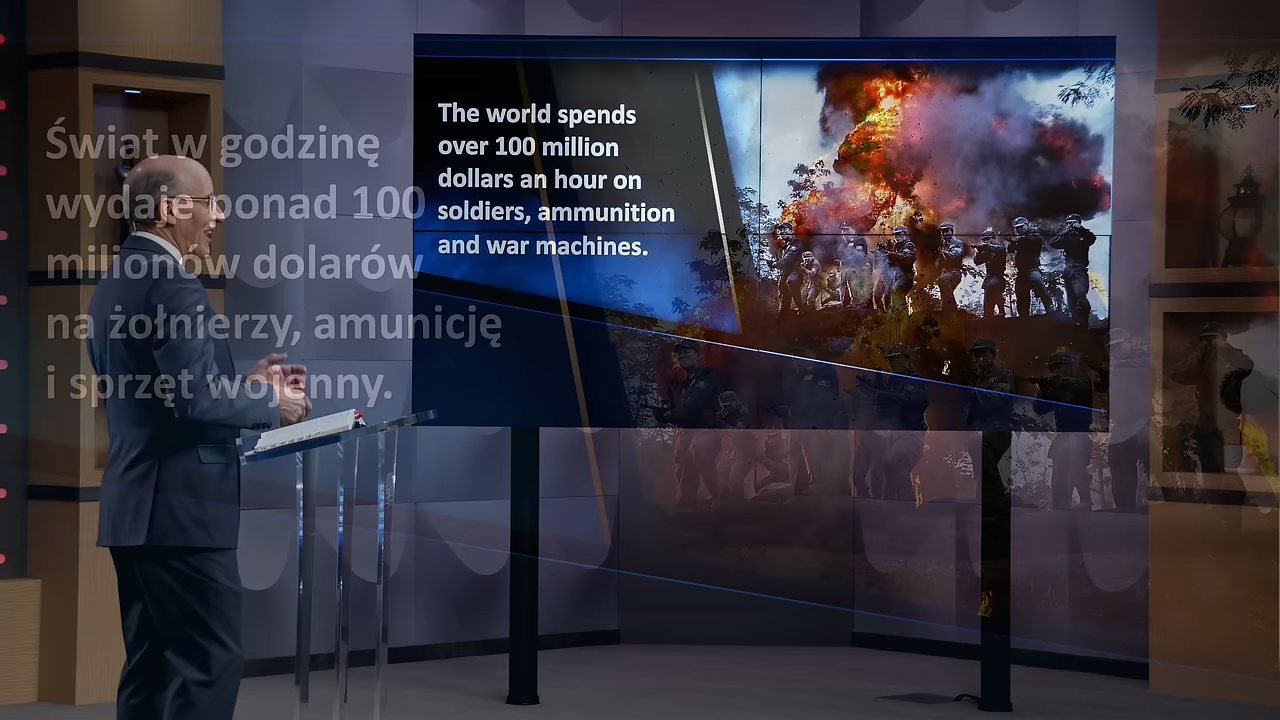 Świat w godzinę
wydaje ponad 100
milionów dolarów
na żołnierzy, amunicję
i sprzęt wojenny.
The world spends
over 100 million
dollars an hour on
soldiers, ammunition
and war machines.